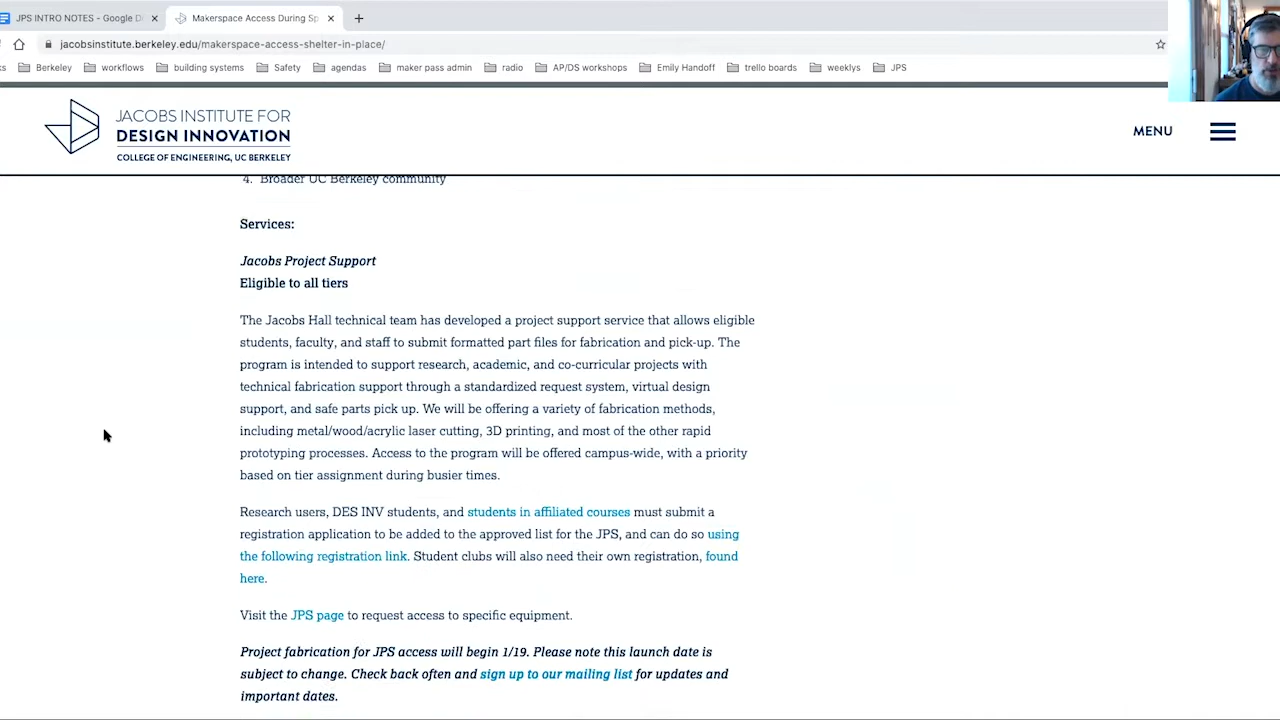 JPS INTRO NOTES - Google D
Makerspace Access During Sp
jacobsinstitute.berkeley.edu/makerspace-access-shelter-in-place/
Berkeley workflows building systems Safety agendas maker pass admin radio AP/DS workshops Emily Handoff trello boards weeklys JPS
JACOBS INSTITUTE FOR
DESIGN INNOVATION
COLLEGE OF ENGINEERING, UC BERKELEY
MENU
4. Broader UC Berkeley community
Services:
Jacobs Project Support
Eligible to all tiers
The Jacobs Hall technical team has developed a project support service that allows eligible
students, faculty, and staff to submit formatted part files for fabrication and pick-up. The
program is intended to support research, academic, and co-curricular projects with
technical fabrication support through a standardized request system, virtual design
support, and safe parts pick up. We will be offering a variety of fabrication methods,
including metal/wood/acrylic laser cutting, 3D printing, and most of the other rapid
prototyping processes. Access to the program will be offered campus-wide, with a priority
based on tier assignment during busier times.
Research users, DES INV students, and students in affiliated courses must submit a
registration application to be added to the approved list for the JPS, and can do so using
the following registration link. Student clubs will also need their own registration, found
here.
Visit the JPS page to request access to specific equipment.
Project fabrication for JPS access will begin 1/19. Please note this launch date is
subject to change. Check back often and sign up to our mailing list for updates and
important dates.